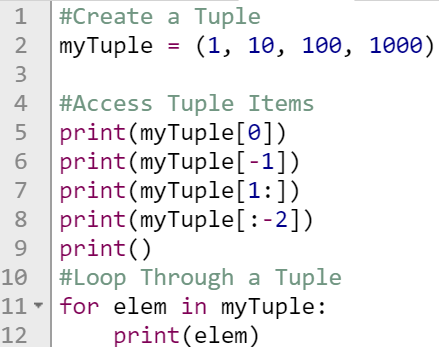 1 #Create a Tuple
2 myTuple = (1, 10, 100, 1000)
3
4 #Access Tuple Items
5 print(myTuple[0])
6 print(myTuple[-1])
7 print(myTuple[1:])
8 print(myTuple[:-2])
9 print()
10 #Loop Through a Tuple
11 for elem in myTuple:
12     print(elem)